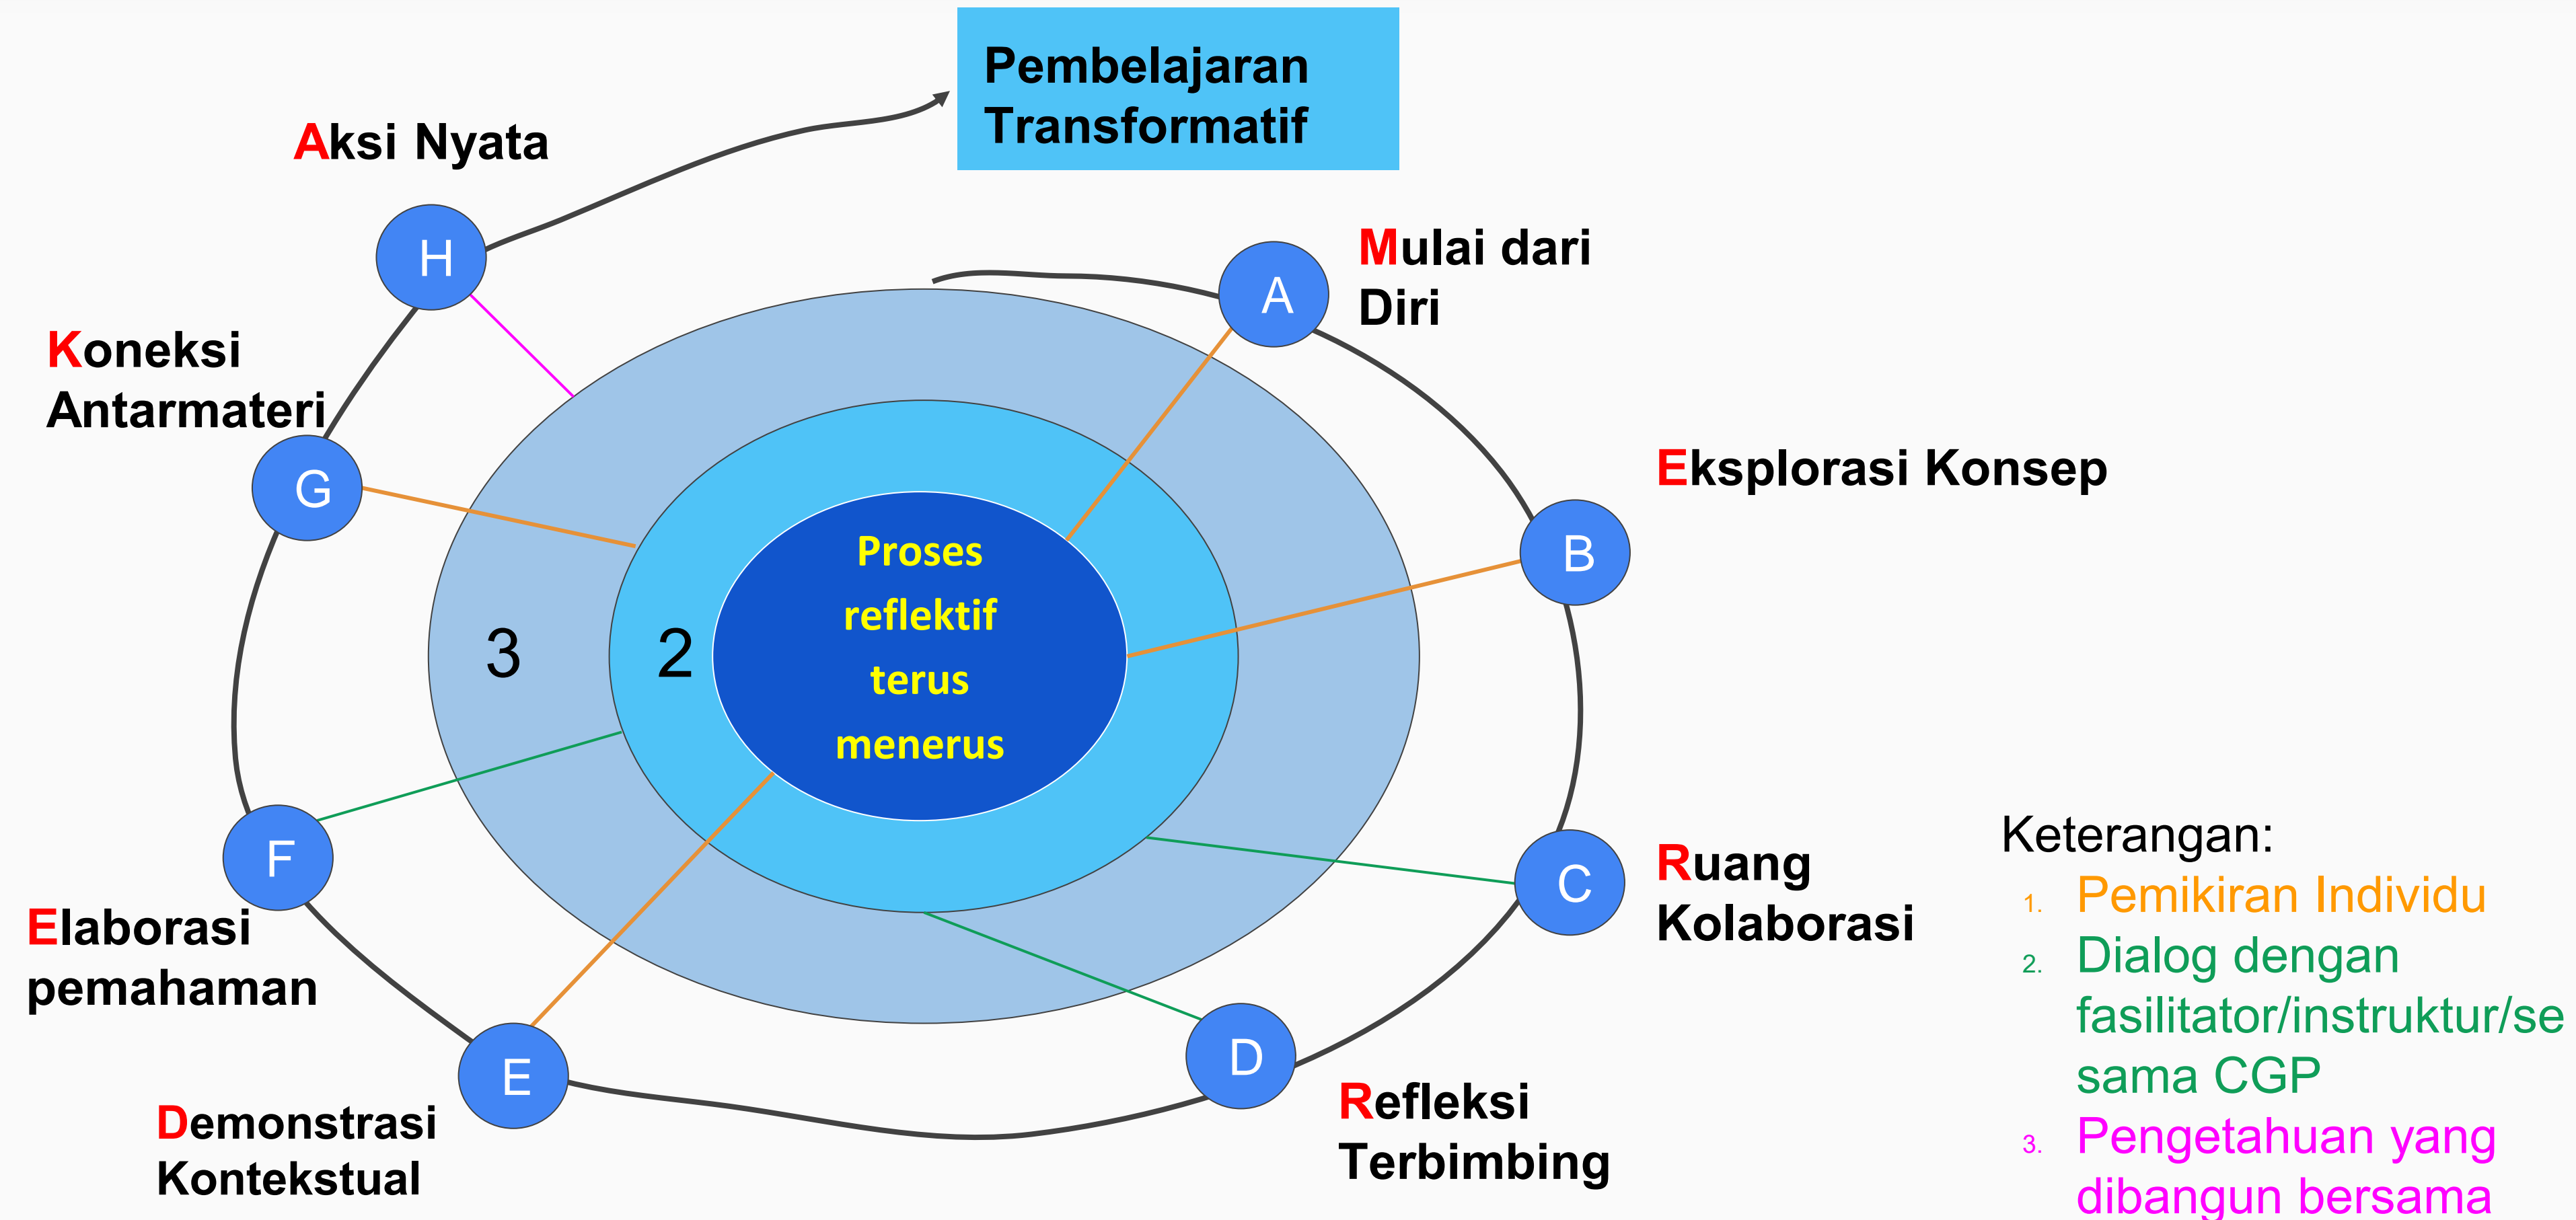 Pembelajaran
Transformatif
Aksi Nyata
H
A
Mulai dari
Diri
Koneksi
Antarmateri
G
Eksplorasi Konsep
B
Proses
reflektif
terus
menerus
3
2
F
Elaborasi
pemahaman
C
Ruang
Kolaborasi
E
Demonstrasi
Kontekstual
D
Refleksi
Terbimbing
Keterangan:
1. Pemikiran Individu
2. Dialog dengan
fasilitator/instruktur/se
sama CGP
3. Pengetahuan yang
dibangun bersama